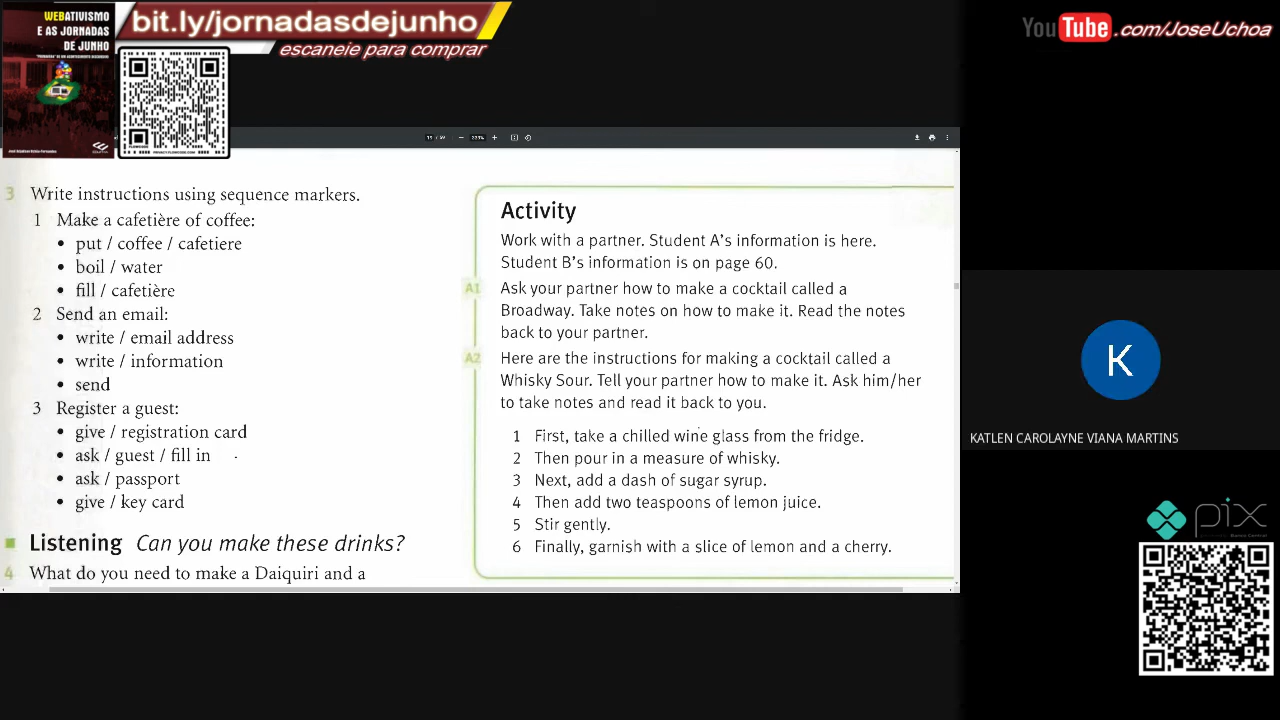 WEBATIVISMO
E AS JORNADAS
DE JUNHO
bit.ly/jornadasdejunho
escaneie para comprar
YouTube.com/JoseUchoa
3 Write instructions using sequence markers.
1 Make a cafetière of coffee:
• put / coffee / cafetiere
• boil / water
• fill / cafetière
2 Send an email:
• write / email address
• write / information
• send
3 Register a guest:
• give / registration card
• ask / guest / fill in
• ask / passport
• give / key card
Listening Can you make these drinks?
4 What do you need to make a Daiquiri and a
Activity
Work with a partner. Student A's information is here.
Student B's information is on page 60.
A1 Ask your partner how to make a cocktail called a
Broadway. Take notes on how to make it. Read the notes
back to your partner.
A2 Here are the instructions for making a cocktail called a
Whisky Sour. Tell your partner how to make it. Ask him/her
to take notes and read it back to you.
1 First, take a chilled wine glass from the fridge.
2 Then pour in a measure of whisky.
3 Next, add a dash of sugar syrup.
4 Then add two teaspoons of lemon juice.
5 Stir gently.
6 Finally, garnish with a slice of lemon and a cherry.
K
KATLEN CAROLAYNE VIANA MARTINS
pix